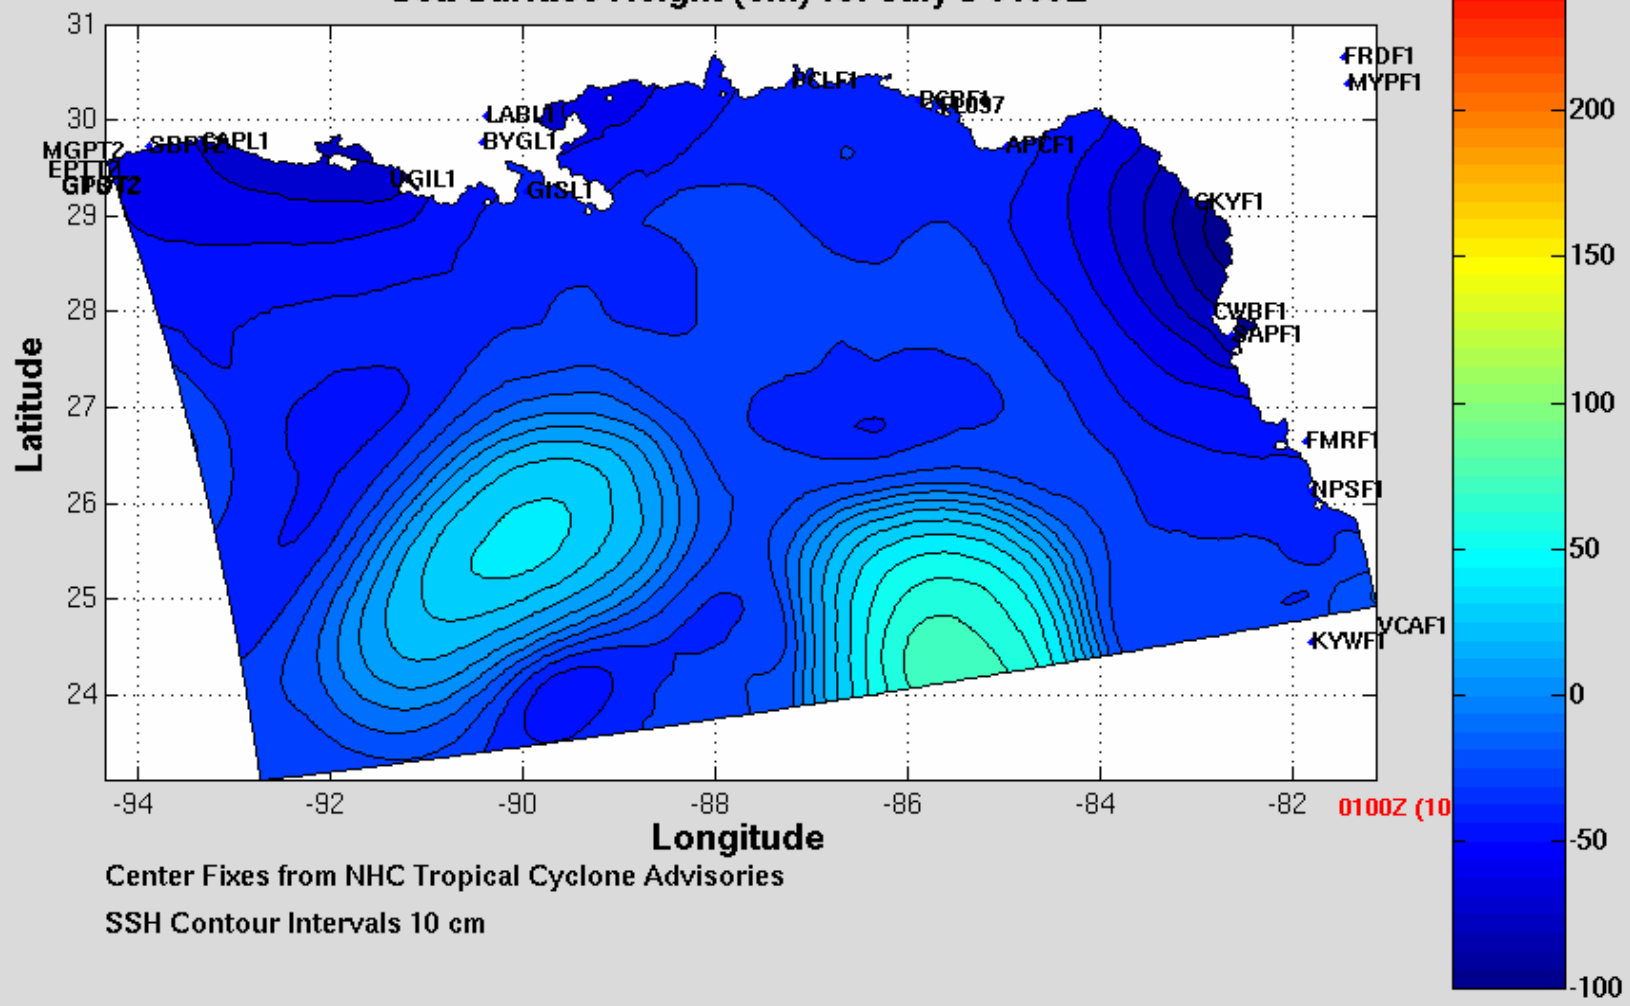 31
30
29
28
27
26
25
24
Latitude
FRDF1
MYPF1
PCLF1
LABL1
BYGL1
MGPT2
SBPT2
CAPL1
APCF1
UGIL1
GISL1
CKYF1
CWBF1
SAPF1
FMRF1
NPSF1
VCAF1
KYWF1
200
150
100
50
0
-50
-100
-94
-92
-90
-88
-86
-84
-82
0100Z (10
Longitude
Center Fixes from NHC Tropical Cyclone Advisories
SSH Contour Intervals 10 cm